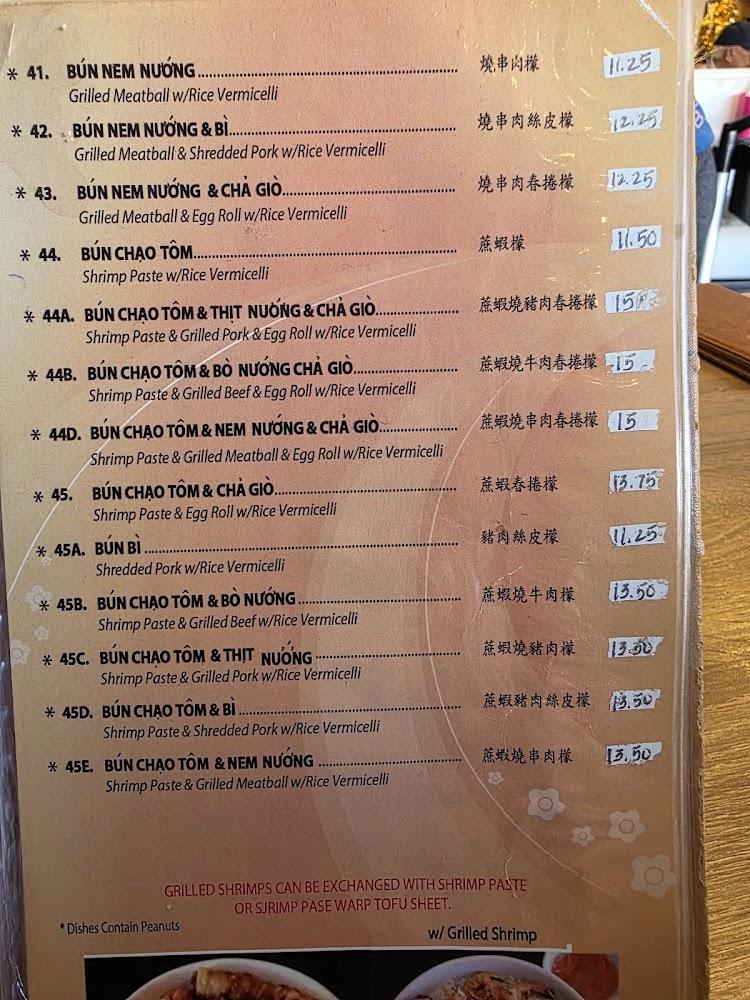 * 41. BÚN NEM NƯỚNG 燒串肉檬 11.25
Grilled Meatball w/Rice Vermicelli
* 42. BÚN NEM NƯỚNG & BÌ 燒串肉絲皮檬 12.25
Grilled Meatball & Shredded Pork w/Rice Vermicelli
* 43. BÚN NEM NƯỚNG & CHẢ GIÒ 燒串肉春捲檬 12.25
Grilled Meatball & Egg Roll w/Rice Vermicelli
* 44. BÚN CHẠO TÔM 蔗蝦檬 11.50
Shrimp Paste w/Rice Vermicelli
* 44A. BÚN CHẠO TÔM & THỊT NUỐNG & CHẢ GIÒ 蔗蝦燒豬肉春捲檬 15
Shrimp Paste & Grilled Pork & Egg Roll w/Rice Vermicelli
* 44B. BÚN CHẠO TÔM & BÒ NƯỚNG CHẢ GIÒ 蔗蝦燒牛肉春捲檬 15
Shrimp Paste & Grilled Beef & Egg Roll w/Rice Vermicelli
* 44D. BÚN CHẠO TÔM & NEM NƯỚNG & CHẢ GIÒ 蔗蝦燒串肉春捲檬 15
Shrimp Paste & Grilled Meatball & Egg Roll w/Rice Vermicelli
* 45. BÚN CHẠO TÔM & CHẢ GIÒ 蔗蝦春捲檬 13.75
Shrimp Paste & Egg Roll w/Rice Vermicelli
* 45A. BÚN BÌ 豬肉絲皮檬 11.25
Shredded Pork w/Rice Vermicelli
* 45B. BÚN CHẠO TÔM & BÒ NƯỚNG 蔗蝦燒牛肉檬 13.50
Shrimp Paste & Grilled Beef w/Rice Vermicelli
* 45C. BÚN CHẠO TÔM & THỊT NUỐNG 蔗蝦燒豬肉檬 13.50
Shrimp Paste & Grilled Pork w/Rice Vermicelli
* 45D. BÚN CHẠO TÔM & BÌ 蔗蝦豬肉絲皮檬 13.50
Shrimp Paste & Shredded Pork w/Rice Vermicelli
* 45E. BÚN CHẠO TÔM & NEM NƯỚNG 蔗蝦燒串肉檬 13.50
Shrimp Paste & Grilled Meatball w/Rice Vermicelli
GRILLED SHRIMPS CAN BE EXCHANGED WITH SHRIMP PASTE
OR SJRIMP PASE WARP TOFU SHEET.
* Dishes Contain Peanuts
w/ Grilled Shrimp